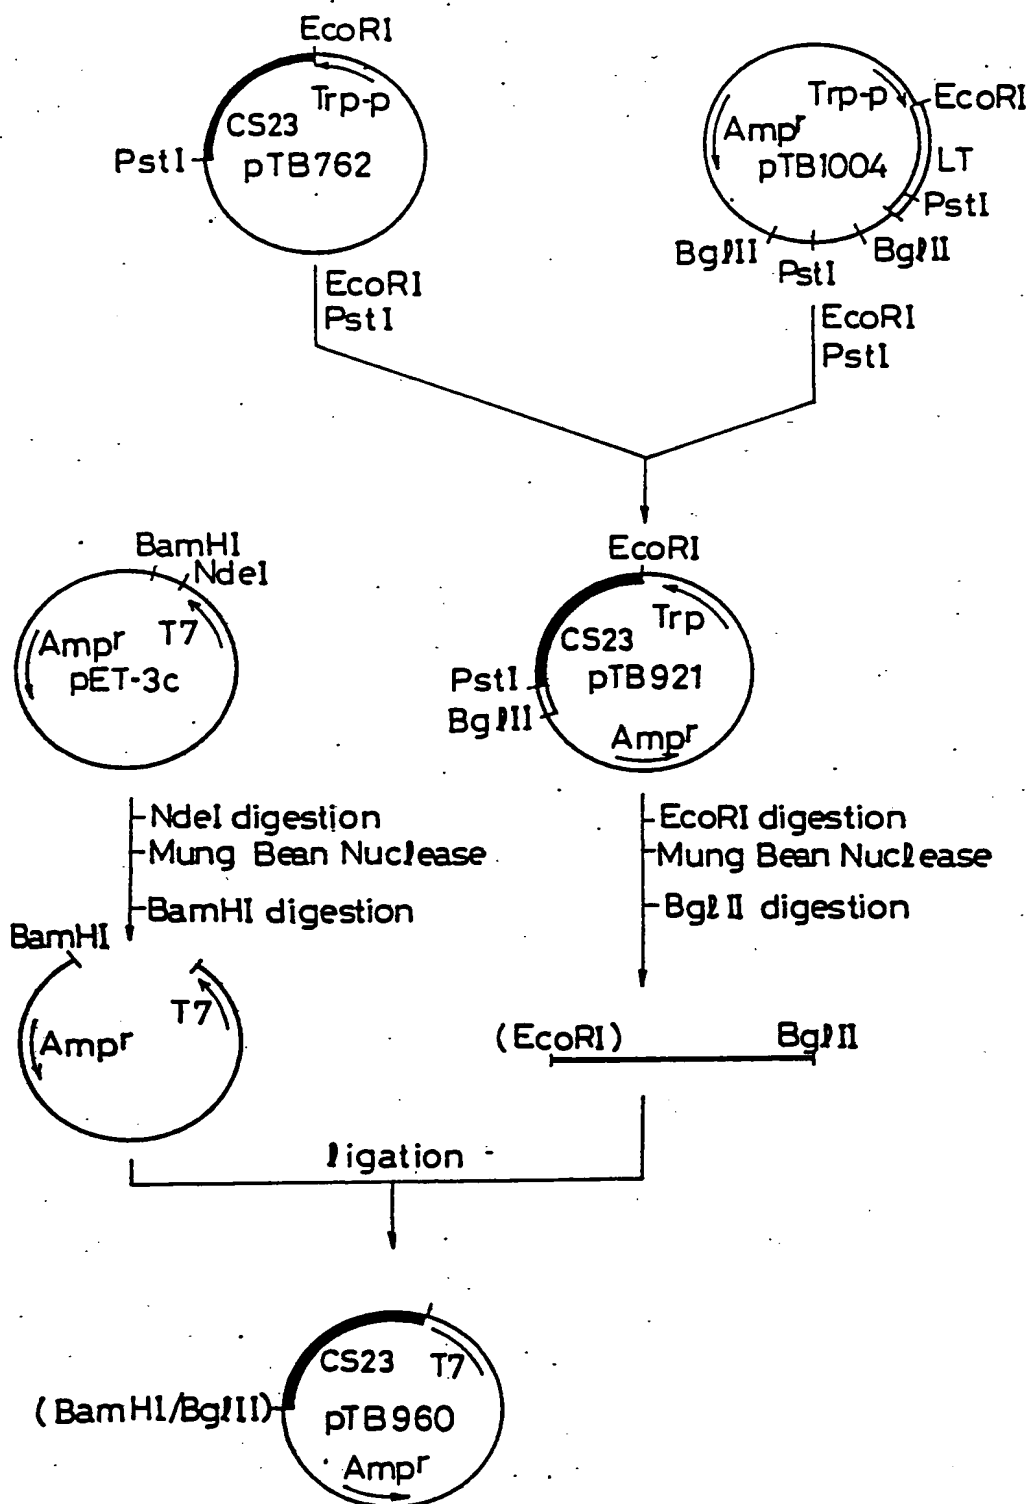 EcoRI
Trp-p
CS23
PstI
pTB762
EcoRI
PstI
Trp-p
EcoRI
Ampr
pTB1004
LT
PstI
BglII
BglII
PstI
EcoRI
PstI
BamHI
NdeI
T7
Ampr
pET-3c
EcoRI
Trp
CS23
PstI
pTB921
BglII
Ampr
NdeI digestion
Mung Bean Nuclease
BamHI digestion
EcoRI digestion
Mung Bean Nuclease
Bgl II digestion
BamHI
T7
Ampr
(EcoRI)
BglII
ligation
CS23
T7
(BamHI/BglII)
pTB960
Ampr